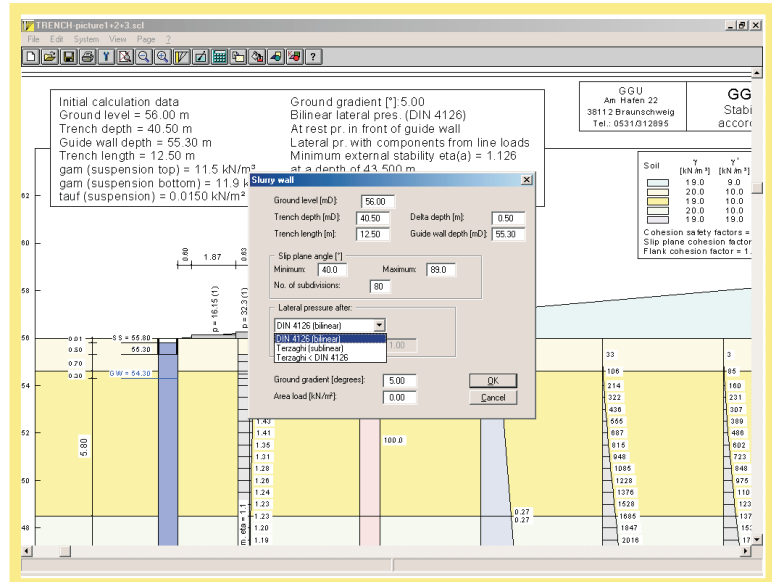 TRENCH-picture1+2+3.scl
File Edit System View Page ?
Initial calculation data
Ground level = 56.00 m
Trench depth = 40.50 m
Guide wall depth = 55.30 m
Trench length = 12.50 m
gam (suspension top) = 11.5 kN/m³
gam (suspension bottom) = 11.9 k
tauf (suspension) = 0.0150 kN/m²
Ground gradient [°]:5.00
Bilinear lateral pres. (DIN 4126)
At rest pr. in front of guide wall
Lateral pr. with components from line loads
Minimum external stability eta(a) = 1.126
at a depth of 43.500 m
GGU
Am Hafen 22
38112 Braunschweig
Tel.: 0531/312895
GG
Stabi
accord
Soil γ [kN/m³] γ' [kN/m³]
19.0 9.0
20.0 10.0
19.0 10.0
20.0 10.0
19.0 19.0
Cohesion safety factors =
Slip plane cohesion factor
Flank cohesion factor = 1.
Slurry wall
Ground level [mD]: 56.00
Trench depth [mD]: 40.50 Delta depth [m]: 0.50
Trench length [m]: 12.50 Guide wall depth [mD]: 55.30
Slip plane angle [°]
Minimum: 40.0 Maximum: 89.0
No. of subdivisions: 80
Lateral pressure after:
DIN 4126 (bilinear)
DIN 4126 (bilinear)
Terzaghi (sublinear)
Terzaghi < DIN 4126
1.00
Ground gradient [degrees]: 5.00
Area load [kN/m²]: 0.00
OK
Cancel
62
60
58
56
54
52
50
48
0.60
1.87
0.63
p = 16.15 (1)
p = 32.3 (1)
0.01
SS = 55.80
0.50
55.30
0.70
0.30
GW = 54.30
5.80
1.43
1.41
1.35
1.31
1.28
1.26
1.24
1.23
1.23
1.20
1.19
m eta = 1.1
100.0
0.27
0.27
33
106
214
322
436
565
687
815
948
1085
1228
1376
1528
1685
1847
2016
3
85
160
231
307
389
486
602
723
848
975
110
123
137
153
17